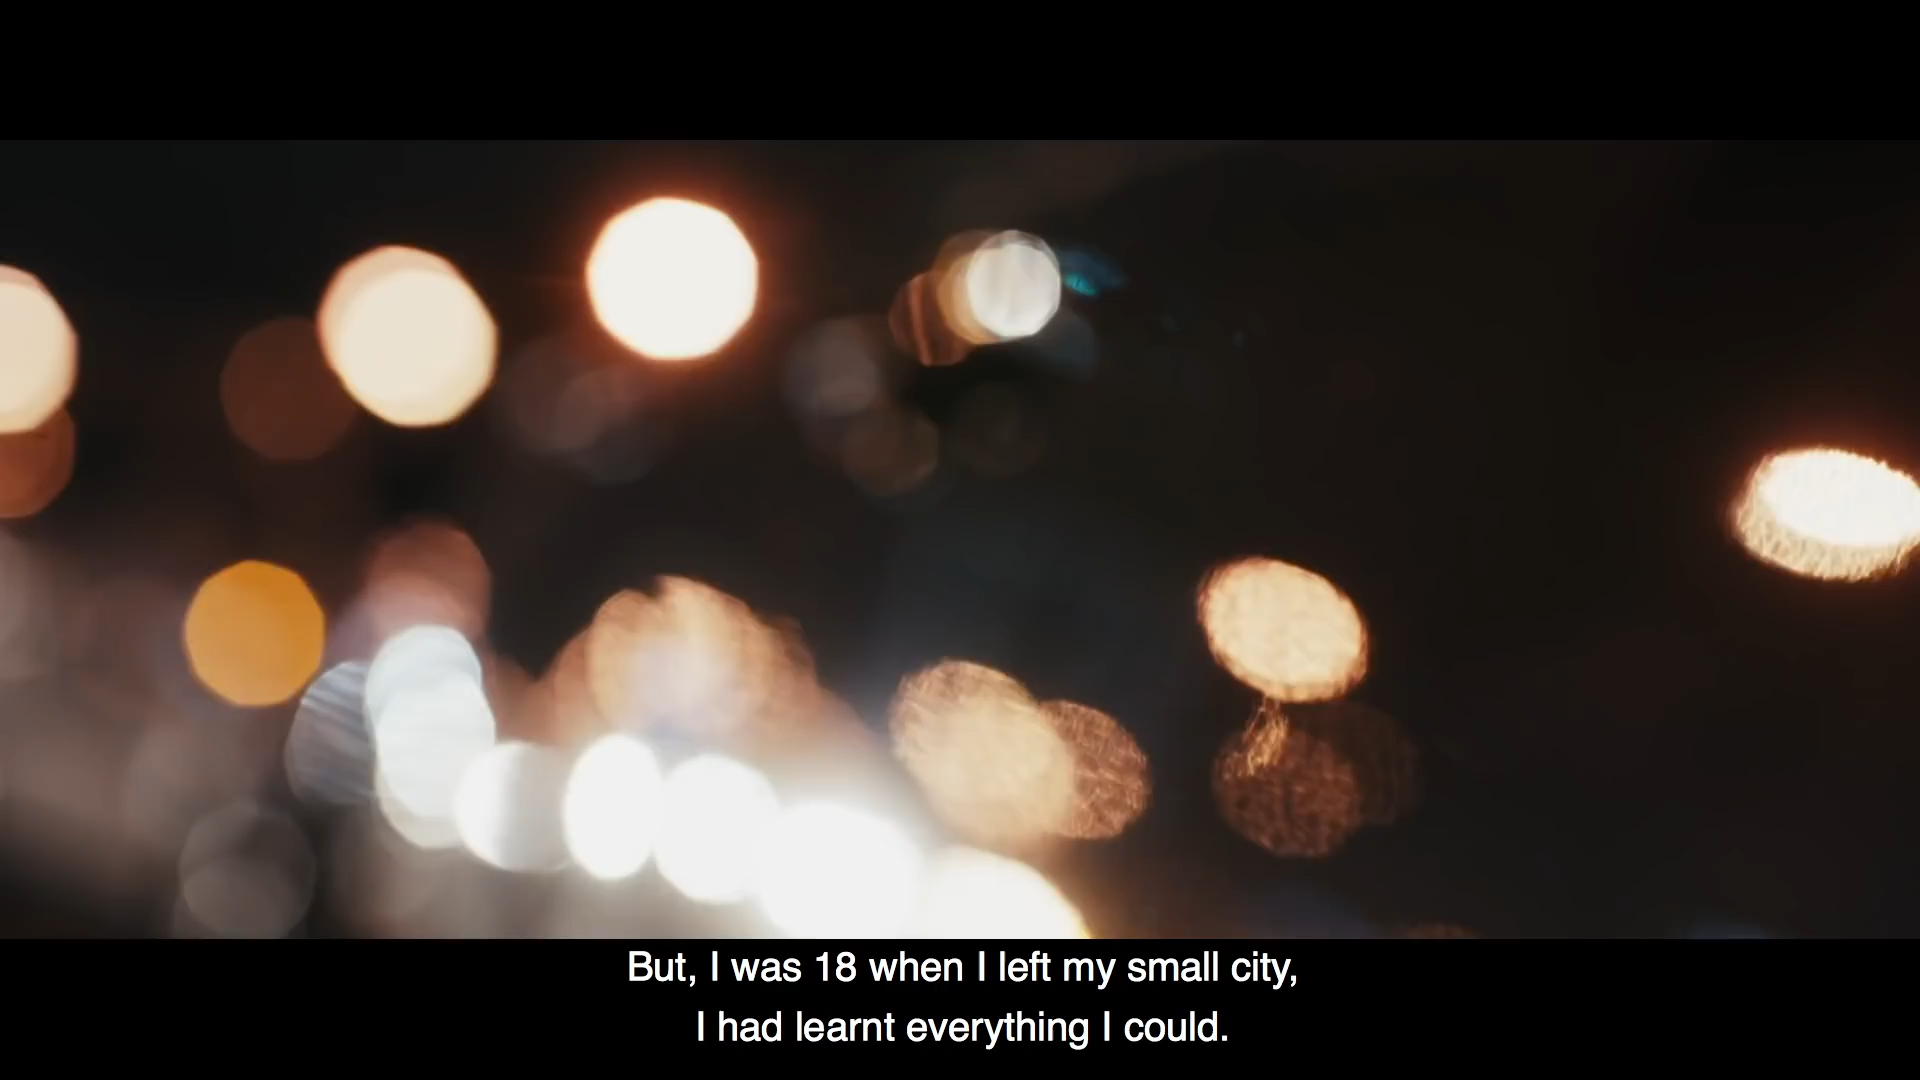 But, I was 18 when I left my small city,
I had learnt everything I could.